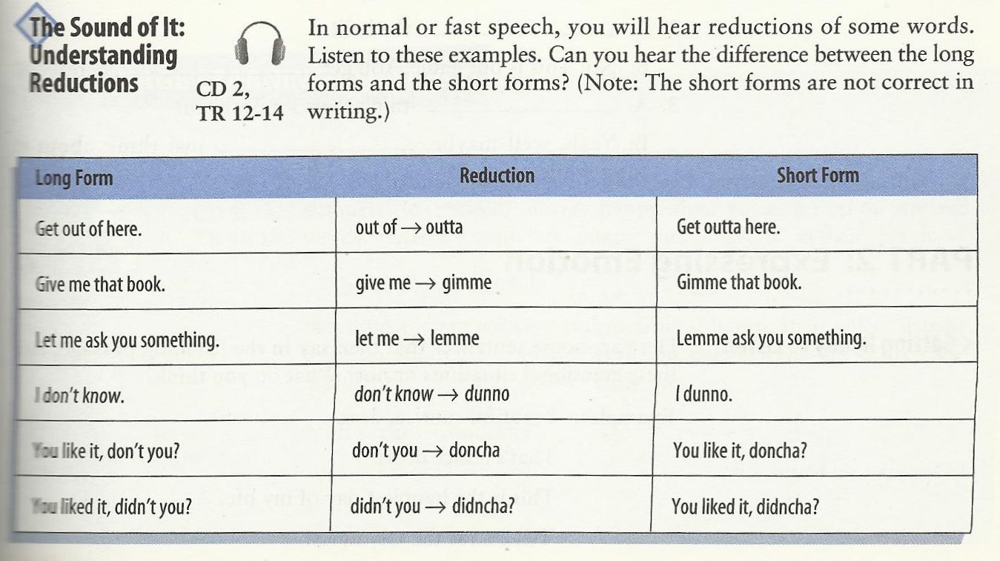 The Sound of It:
Understanding
Reductions
CD 2,
TR 12-14
In normal or fast speech, you will hear reductions of some words.
Listen to these examples. Can you hear the difference between the long
forms and the short forms? (Note: The short forms are not correct in
writing.)
Long Form Reduction Short Form
Get out of here. out of → outta Get outta here.
Give me that book. give me → gimme Gimme that book.
Let me ask you something. let me → lemme Lemme ask you something.
I don't know. don't know → dunno I dunno.
You like it, don't you? don't you → doncha You like it, doncha?
You liked it, didn't you? didn't you → didncha? You liked it, didncha?